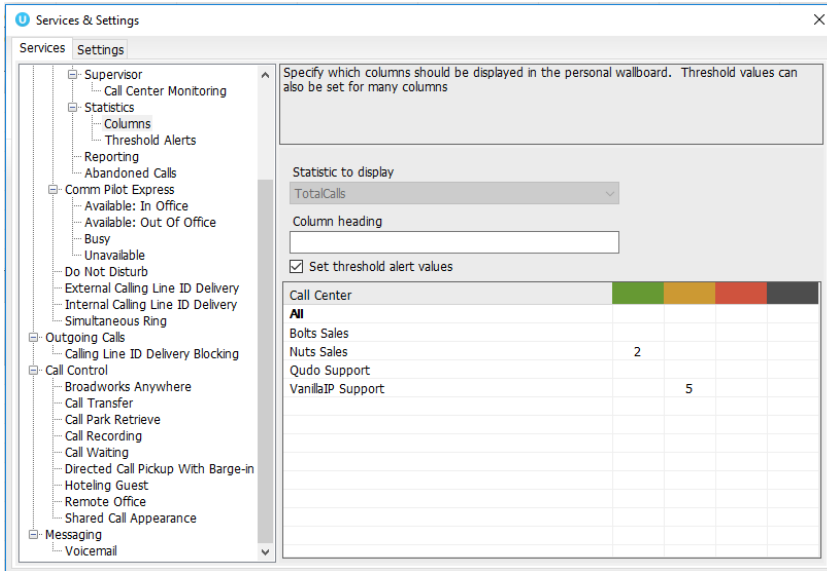 Services & Settings
Services Settings
Supervisor
Call Center Monitoring
Statistics
Columns
Threshold Alerts
Reporting
Abandoned Calls
Comm Pilot Express
Available: In Office
Available: Out Of Office
Busy
Unavailable
Do Not Disturb
External Calling Line ID Delivery
Internal Calling Line ID Delivery
Simultaneous Ring
Outgoing Calls
Calling Line ID Delivery Blocking
Call Control
Broadworks Anywhere
Call Transfer
Call Park Retrieve
Call Recording
Call Waiting
Directed Call Pickup With Barge-in
Hoteling Guest
Remote Office
Shared Call Appearance
Messaging
Voicemail
Specify which columns should be displayed in the personal wallboard. Threshold values can
also be set for many columns
Statistic to display
TotalCalls
Column heading
Set threshold alert values
Call Center
All
Bolts Sales
Nuts Sales 2
Qudo Support
VanillaIP Support 5